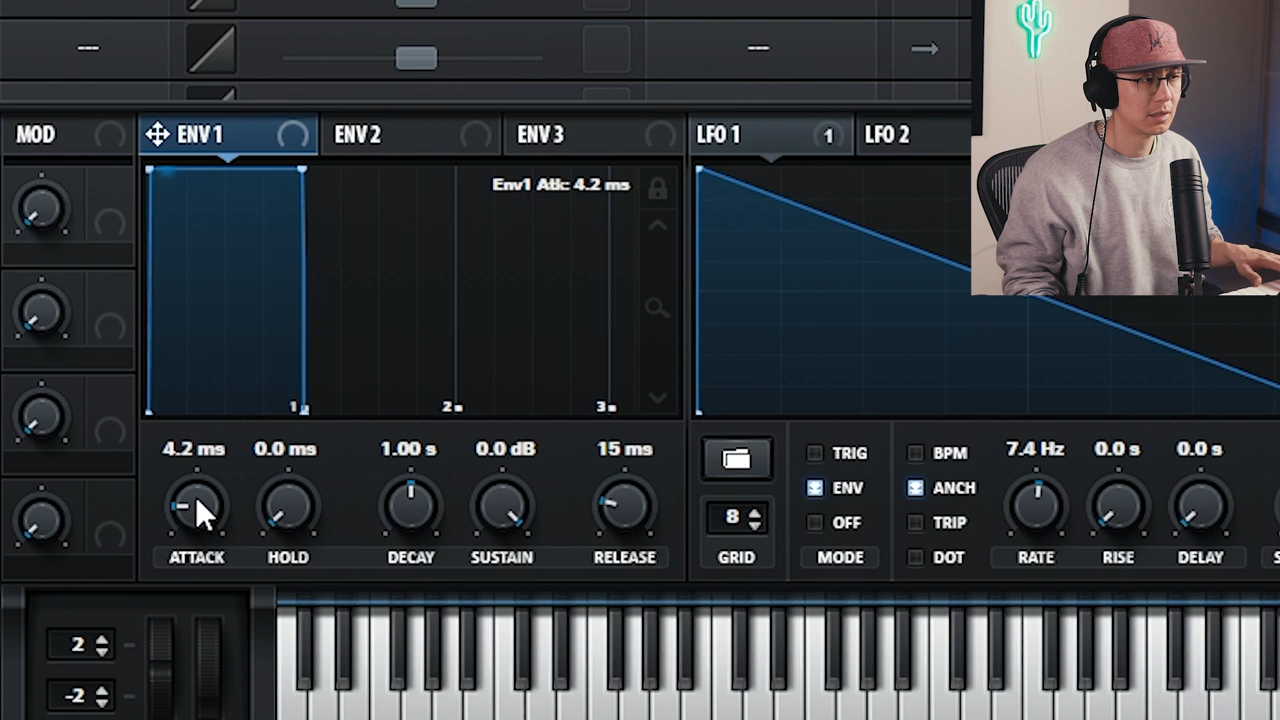 ---
---
MOD
ENV 1
ENV 2
ENV 3
LFO 1
1
LFO 2
Env1 Atk: 4.2 ms
1
2s
3s
4.2 ms
0.0 ms
1.00 s
0.0 dB
15 ms
ATTACK
HOLD
DECAY
SUSTAIN
RELEASE
8
GRID
TRIG
ENV
OFF
MODE
BPM
ANCH
TRIP
DOT
7.4 Hz
0.0 s
0.0 s
RATE
RISE
DELAY
2
-2